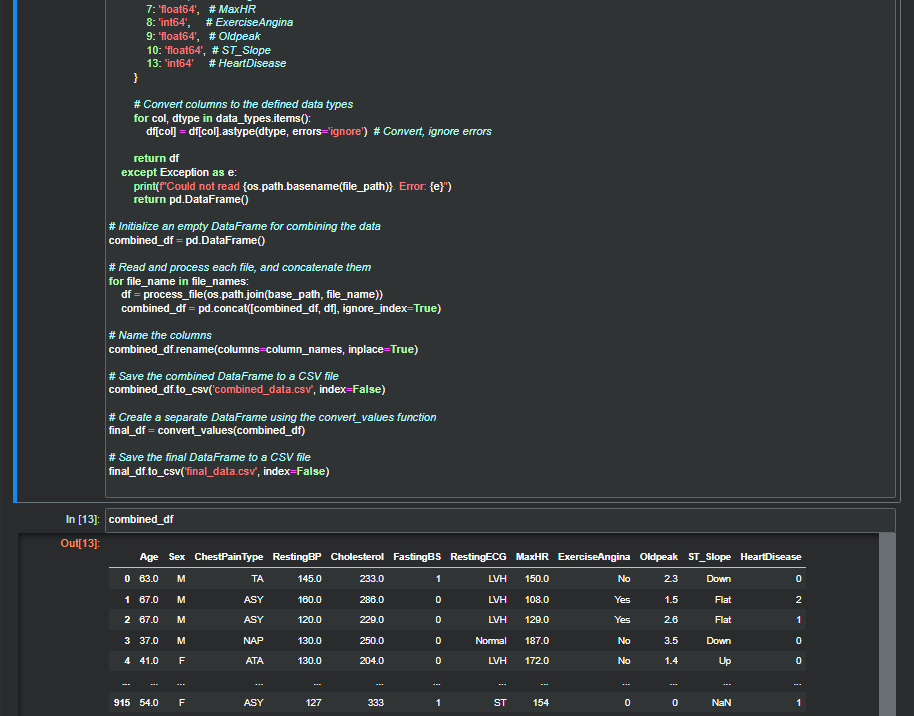 7: 'float64', # MaxHR
8: 'int64', # ExerciseAngina
9: 'float64', # Oldpeak
10: 'float64', # ST_Slope
13: 'int64' # HeartDisease
}
# Convert columns to the defined data types
for col, dtype in data_types.items():
df[col] = df[col].astype(dtype, errors='ignore') # Convert, ignore errors
return df
except Exception as e:
print(f"Could not read {os.path.basename(file_path)}. Error: {e}")
return pd.DataFrame()
# Initialize an empty DataFrame for combining the data
combined_df = pd.DataFrame()
# Read and process each file, and concatenate them
for file_name in file_names:
df = process_file(os.path.join(base_path, file_name))
combined_df = pd.concat([combined_df, df], ignore_index=True)
# Name the columns
combined_df.rename(columns=column_names, inplace=True)
# Save the combined DataFrame to a CSV file
combined_df.to_csv('combined_data.csv', index=False)
# Create a separate DataFrame using the convert_values function
final_df = convert_values(combined_df)
# Save the final DataFrame to a CSV file
final_df.to_csv('final_data.csv', index=False)
In [13]: combined_df
Out[13]:
Age Sex ChestPainType RestingBP Cholesterol FastingBS RestingECG MaxHR ExerciseAngina Oldpeak ST_Slope HeartDisease
0 63.0 M TA 145.0 233.0 1 LVH 150.0 No 2.3 Down 0
1 67.0 M ASY 160.0 286.0 0 LVH 108.0 Yes 1.5 Flat 2
2 67.0 M ASY 120.0 229.0 0 LVH 129.0 Yes 2.6 Flat 1
3 37.0 M NAP 130.0 250.0 0 Normal 187.0 No 3.5 Down 0
4 41.0 F ATA 130.0 204.0 0 LVH 172.0 No 1.4 Up 0
... ... ... ... ... ... ... ... ... ... ... ... ...
915 54.0 F ASY 127 333 1 ST 154 0 0 NaN 1